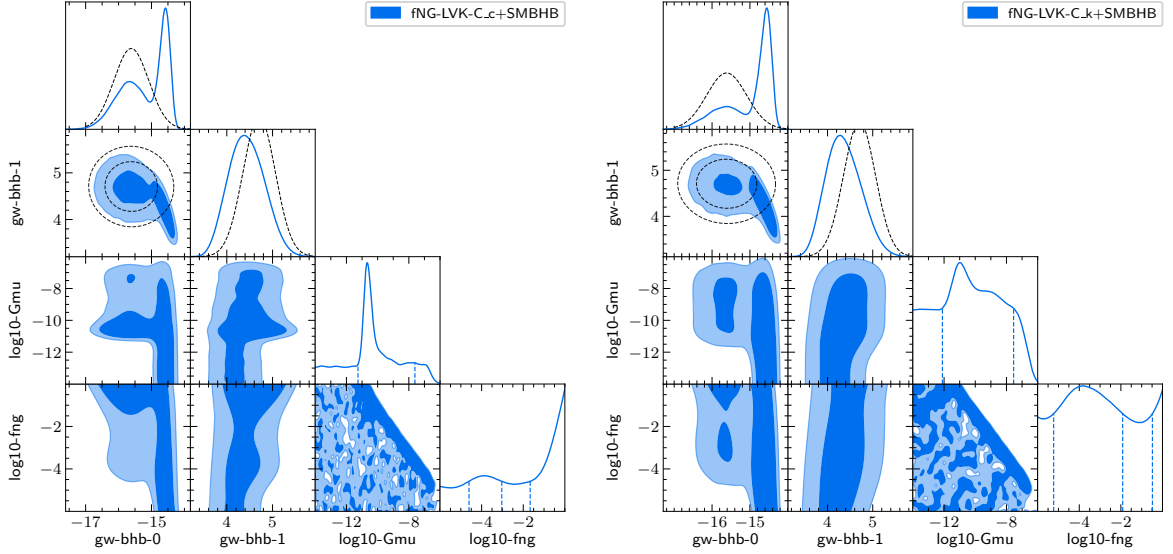 fNG-LVK-C_c+SMBHB
gw-bhb-1
5
4
log10-Gmu
−8
−10
−12
log10-fng
−2
−4
−17 −15
gw-bhb-0
4 5
gw-bhb-1
−12 −8
log10-Gmu
−4 −2
log10-fng
fNG-LVK-C_k+SMBHB
gw-bhb-1
5
4
log10-Gmu
−8
−10
−12
log10-fng
−2
−4
−16 −15
gw-bhb-0
4 5
gw-bhb-1
−12 −8
log10-Gmu
−4 −2
log10-fng